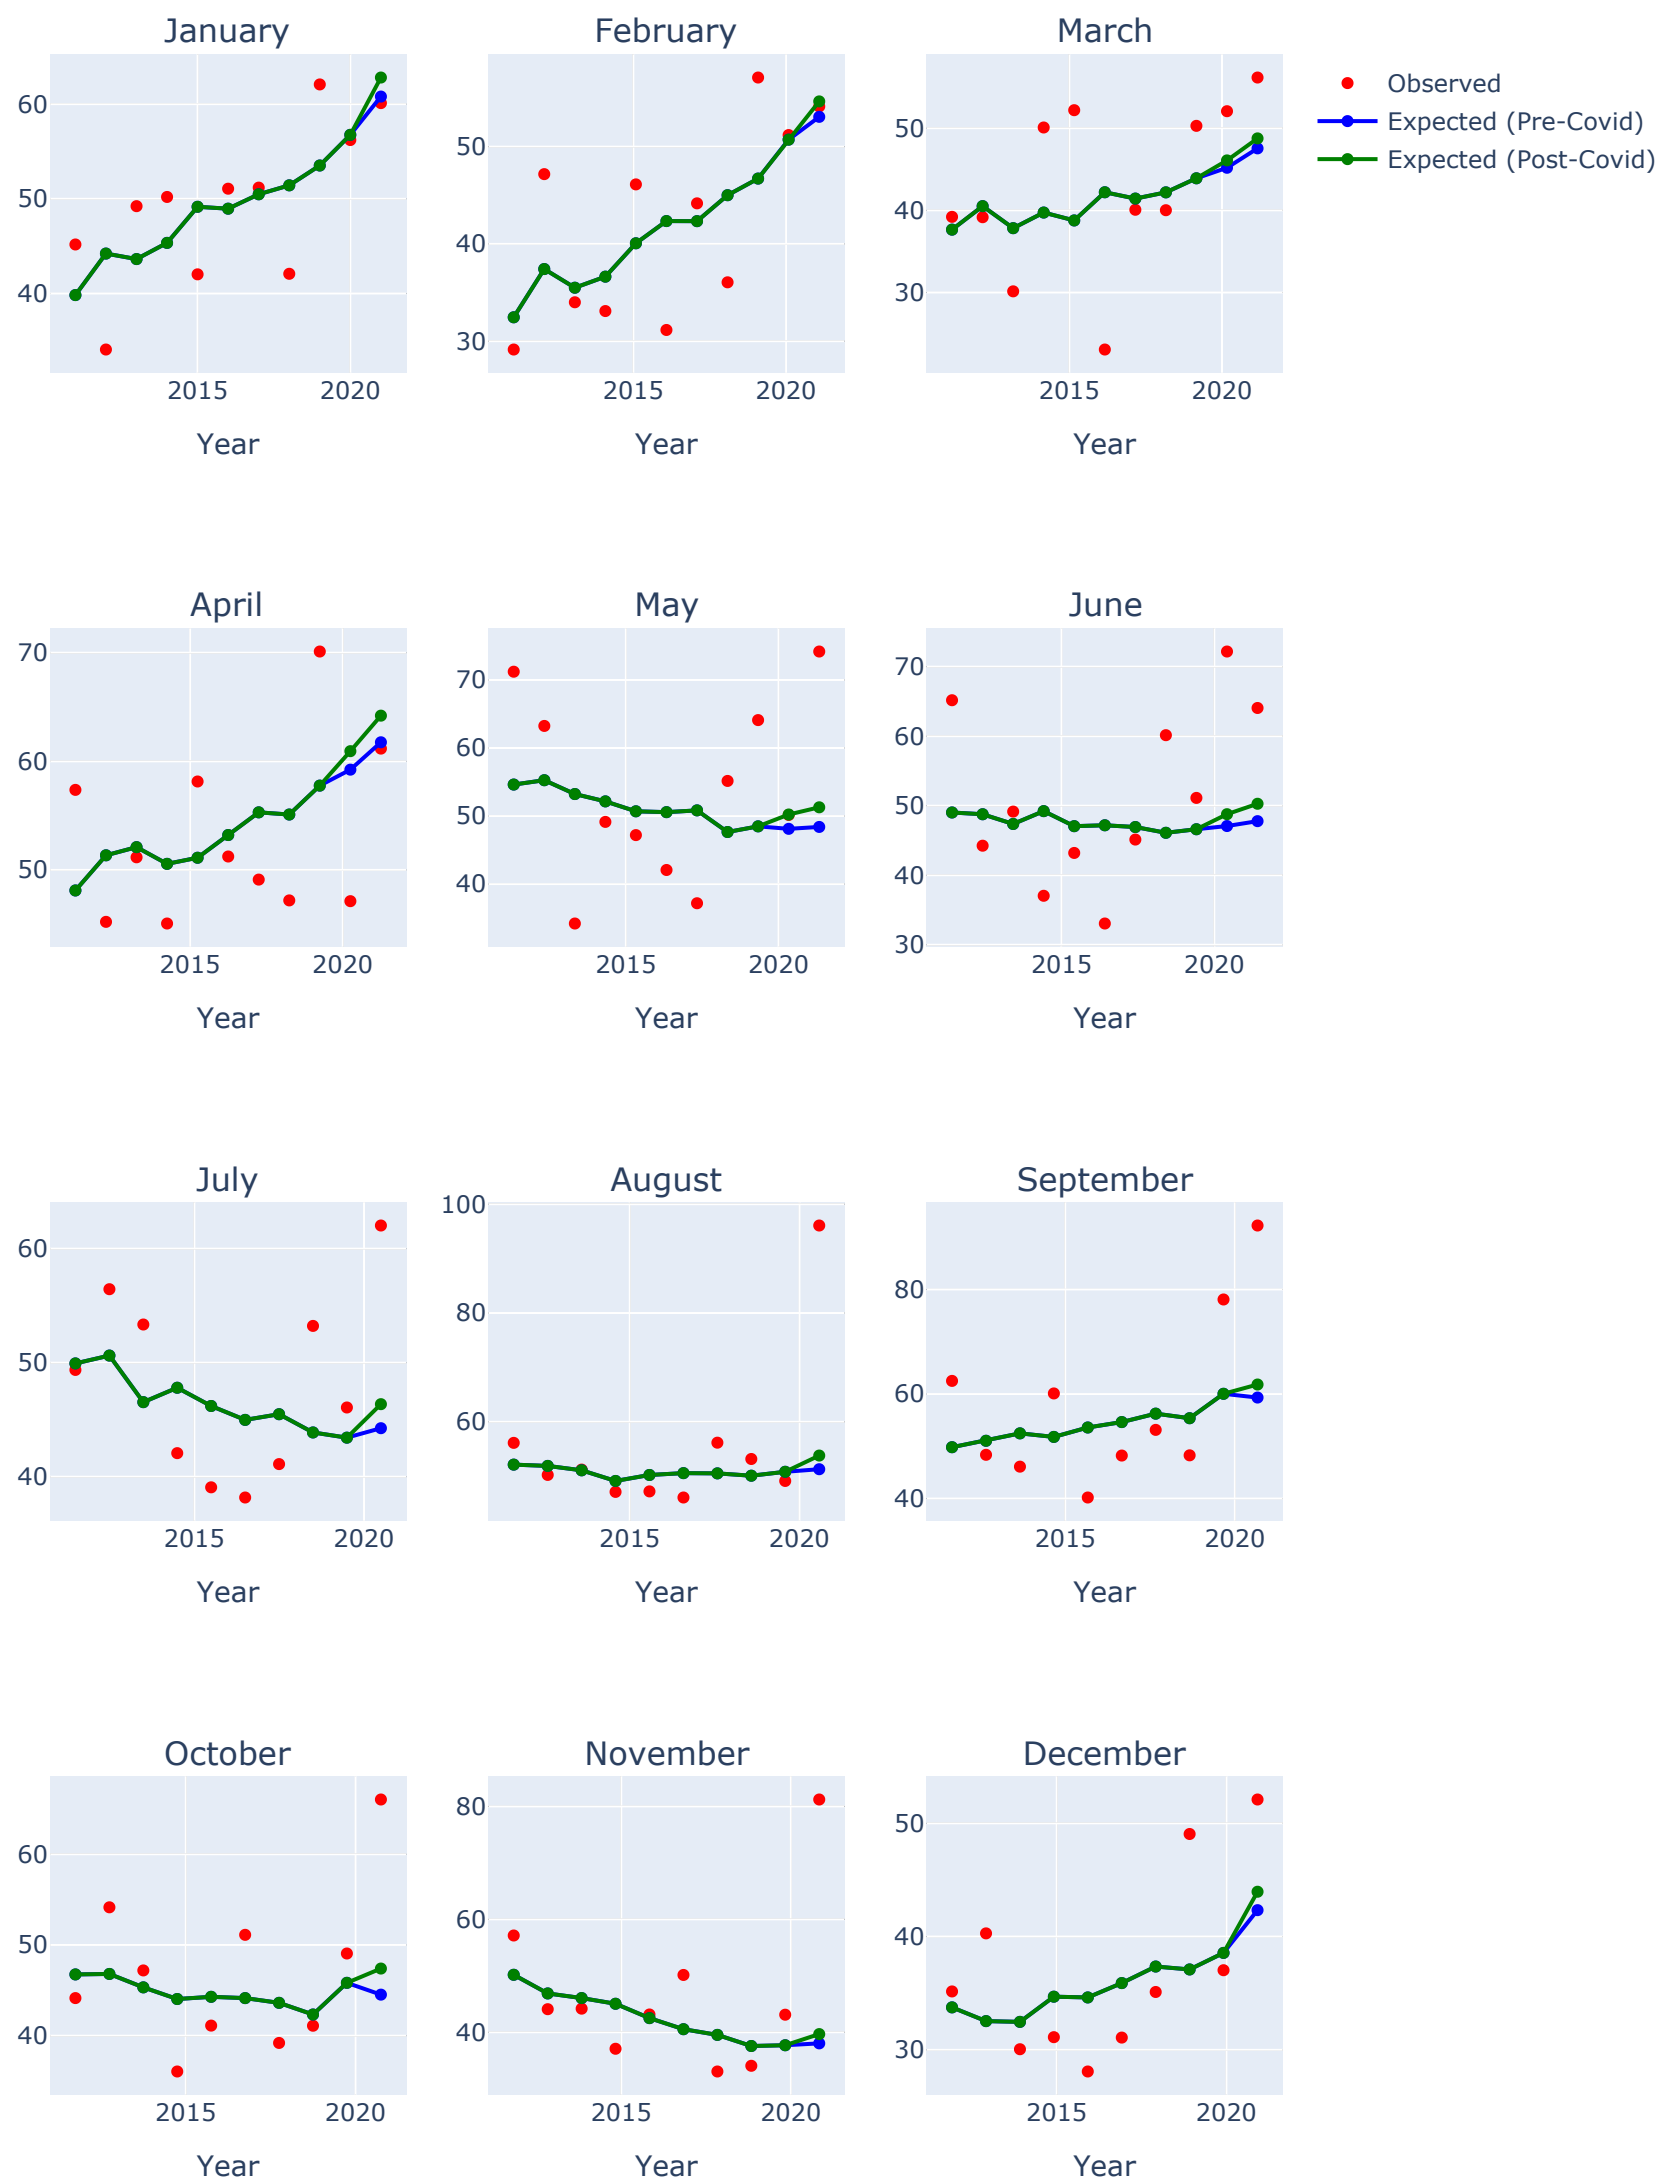 January February March
60
50
40
2015 2020
Year
50
40
30
2015 2020
Year
50
40
30
2015 2020
Year
Observed
Expected (Pre-Covid)
Expected (Post-Covid)
April May June
70
60
50
2015 2020
Year
70
60
50
40
2015 2020
Year
70
60
50
40
30
2015 2020
Year
July August September
60
50
40
2015 2020
Year
100
80
60
2015 2020
Year
80
60
40
2015 2020
Year
October November December
60
50
40
2015 2020
Year
80
60
40
2015 2020
Year
50
40
30
2015 2020
Year